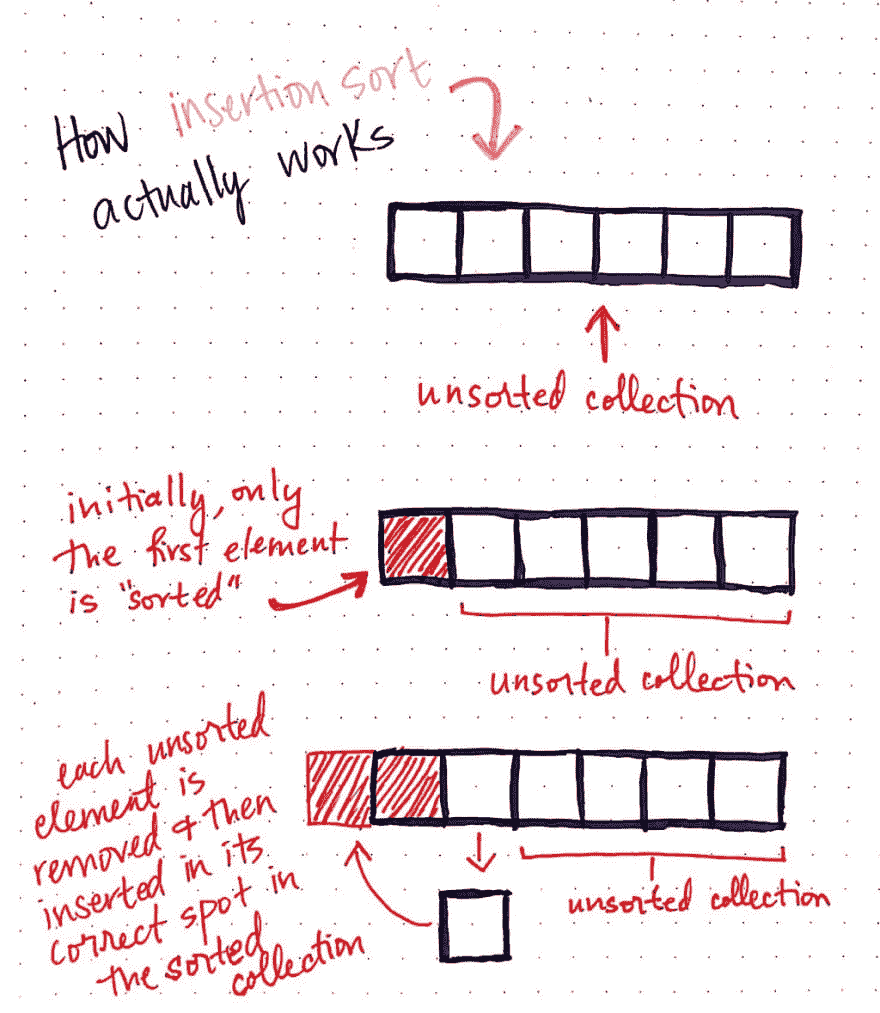 How insertion sort
actually works
unsorted collection
initially, only
the first element
is "sorted"
unsorted collection
each unsorted
element is
removed & then
inserted in its
correct spot in
the sorted
collection
unsorted collection